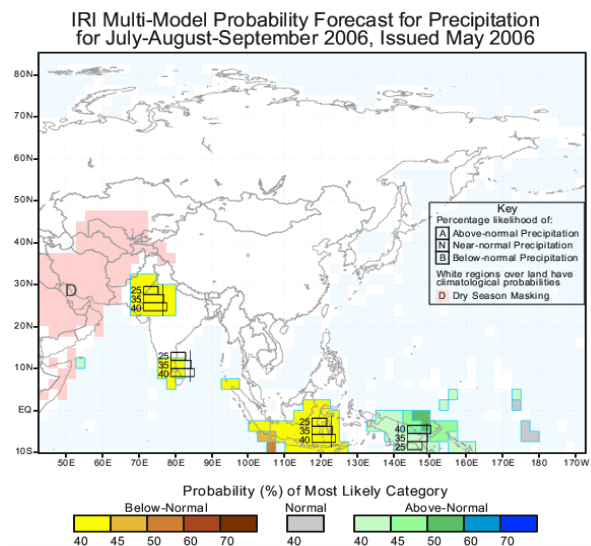 IRI Multi-Model Probability Forecast for Precipitation
for July-August-September 2006, Issued May 2006
80N
70N
60N
50N
40N
30N
20N
10N
EQ
10S
Key
Percentage likelihood of:
A Above-normal Precipitation
N Near-normal Precipitation
B Below-normal Precipitation
White regions over land have
climatological probabilities
D Dry Season Masking
D
25
35
40
25
35
40
25
35
40
40
35
25
50E 60E 70E 80E 90E 100E 110E 120E 130E 140E 150E 160E 170E 180 170W
Probability (%) of Most Likely Category
Below-Normal Normal Above-Normal
40 45 50 60 70 40 40 45 50 60 70